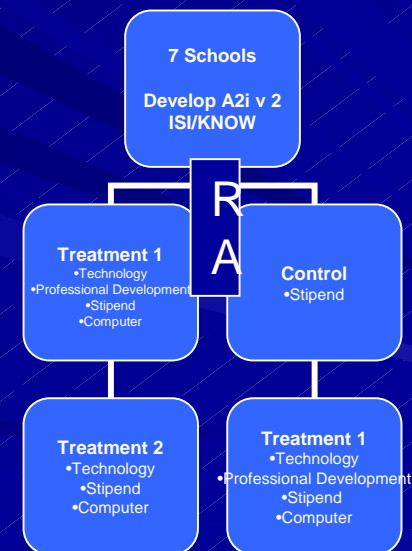 7 Schools
Develop A2i v 2
ISI/KNOW
R
A
Treatment 1
•Technology
•Professional Development
•Stipend
•Computer
Control
•Stipend
Treatment 2
•Technology
•Stipend
•Computer
Treatment 1
•Technology
•Professional Development
•Stipend
•Computer